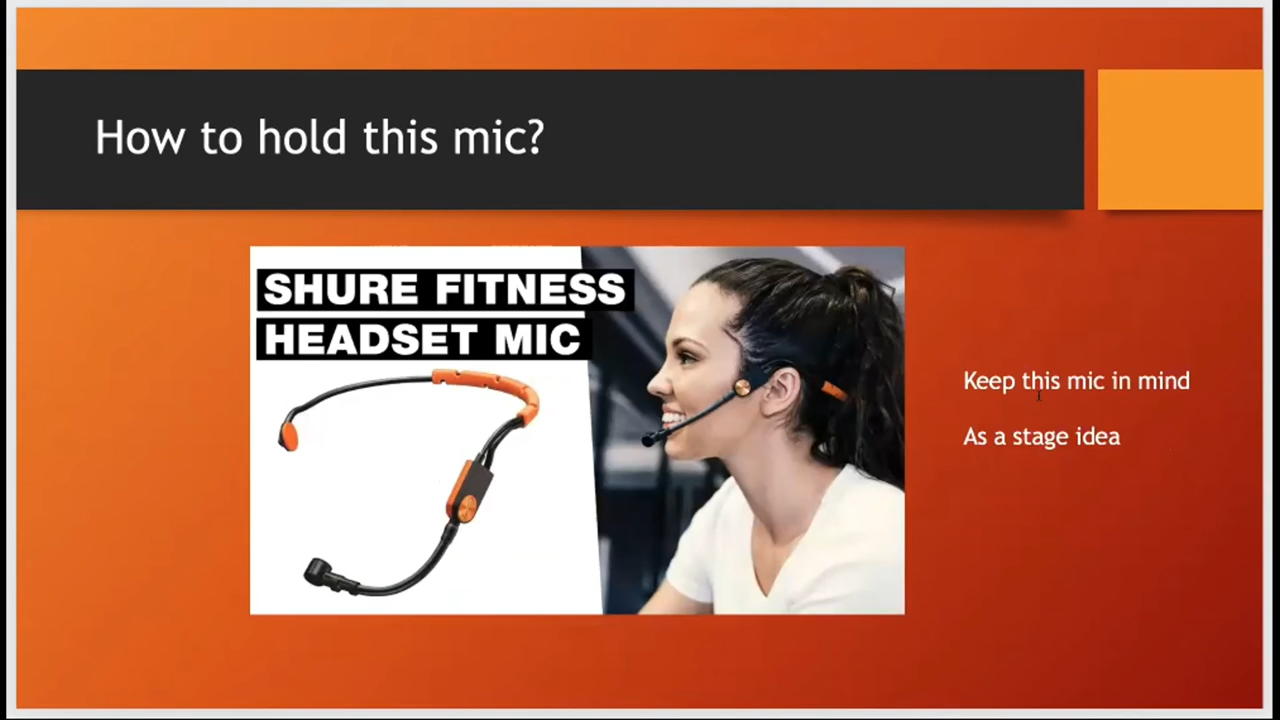 How to hold this mic?
SHURE FITNESS
HEADSET MIC
Keep this mic in mind
As a stage idea